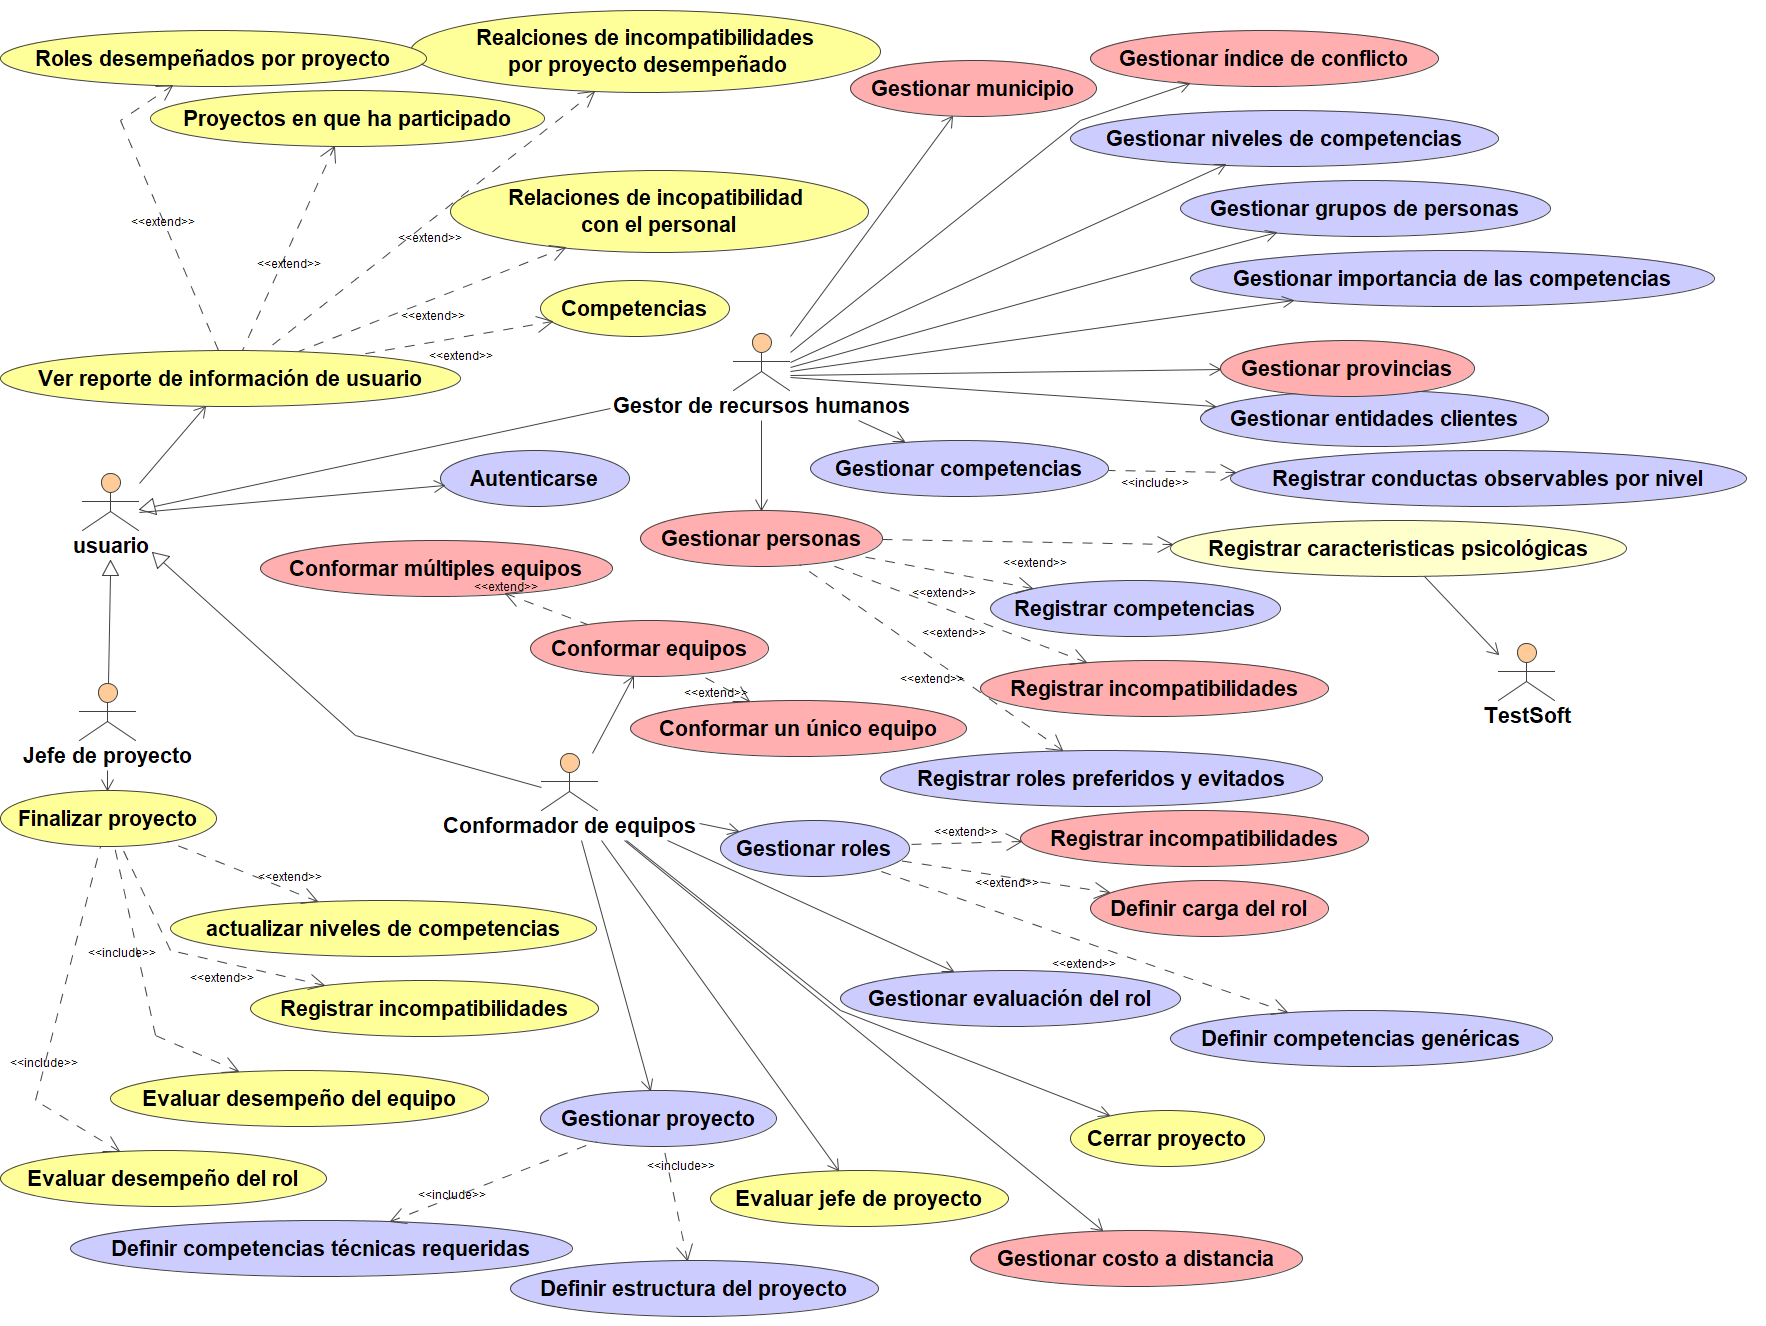 Realciones de incompatibilidades
por proyecto desempeñado
Roles desempeñados por proyecto
Gestionar índice de conflicto
Gestionar municipio
Proyectos en que ha participado
Gestionar niveles de competencias
Relaciones de incopatibilidad
con el personal
Gestionar grupos de personas
<<extend>>
<<extend>>
<<extend>>
Gestionar importancia de las competencias
Competencias
<<extend>>
<<extend>>
Ver reporte de información de usuario
Gestionar provincias
Gestor de recursos humanos
Gestionar entidades clientes
Gestionar competencias
<<include>>
Registrar conductas observables por nivel
Autenticarse
usuario
Gestionar personas
Registrar caracteristicas psicológicas
Conformar múltiples equipos
<<extend>>
<<extend>>
<<extend>>
Registrar competencias
<<extend>>
Conformar equipos
<<extend>>
Registrar incompatibilidades
<<extend>>
TestSoft
Conformar un único equipo
Jefe de proyecto
Registrar roles preferidos y evitados
Finalizar proyecto
Conformador de equipos
Gestionar roles
<<extend>>
Registrar incompatibilidades
<<extend>>
<<extend>>
Definir carga del rol
actualizar niveles de competencias
<<include>>
<<extend>>
<<extend>>
Gestionar evaluación del rol
Registrar incompatibilidades
Definir competencias genéricas
<<include>>
Evaluar desempeño del equipo
Gestionar proyecto
Cerrar proyecto
<<include>>
Evaluar desempeño del rol
<<include>>
Evaluar jefe de proyecto
Definir competencias técnicas requeridas
Gestionar costo a distancia
Definir estructura del proyecto